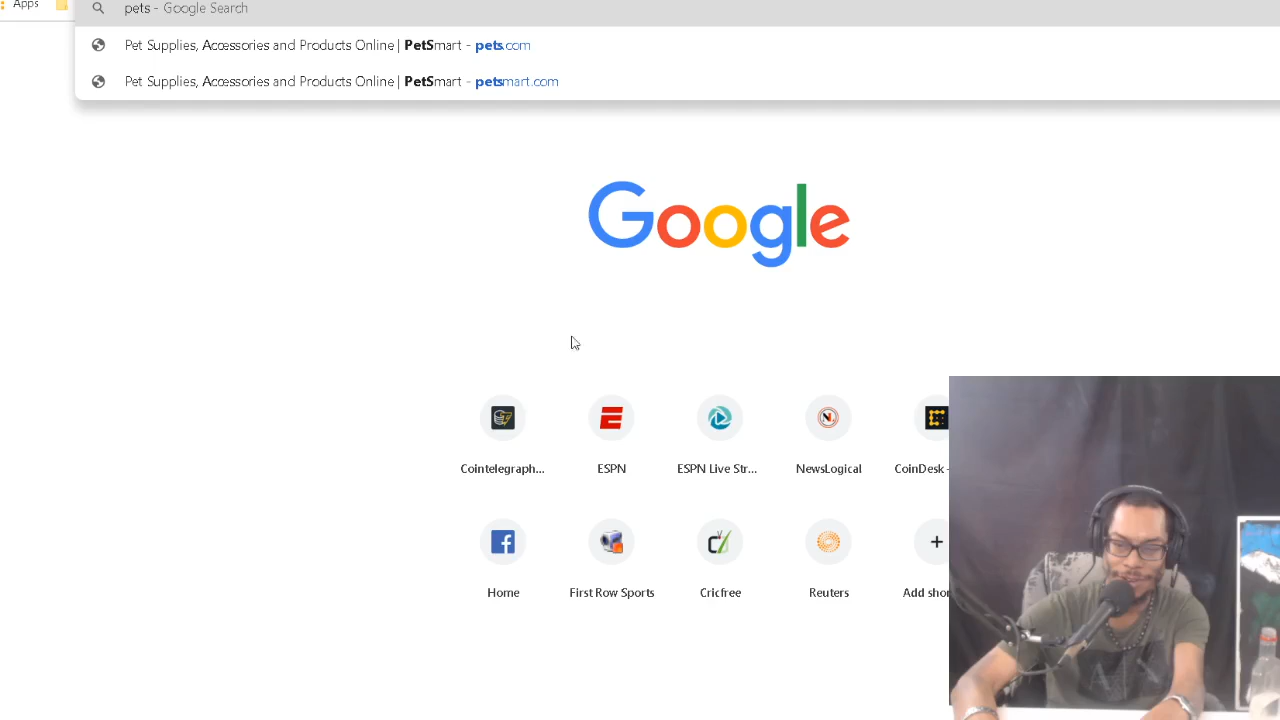 Apps
pets - Google Search
Pet Supplies, Accessories and Products Online | PetSmart - pets.com
Pet Supplies, Accessories and Products Online | PetSmart - petsmart.com
Google
Cointelegraph...
ESPN
ESPN Live Str...
NewsLogical
CoinDesk -
Home
First Row Sports
Cricfree
Reuters
Add shor